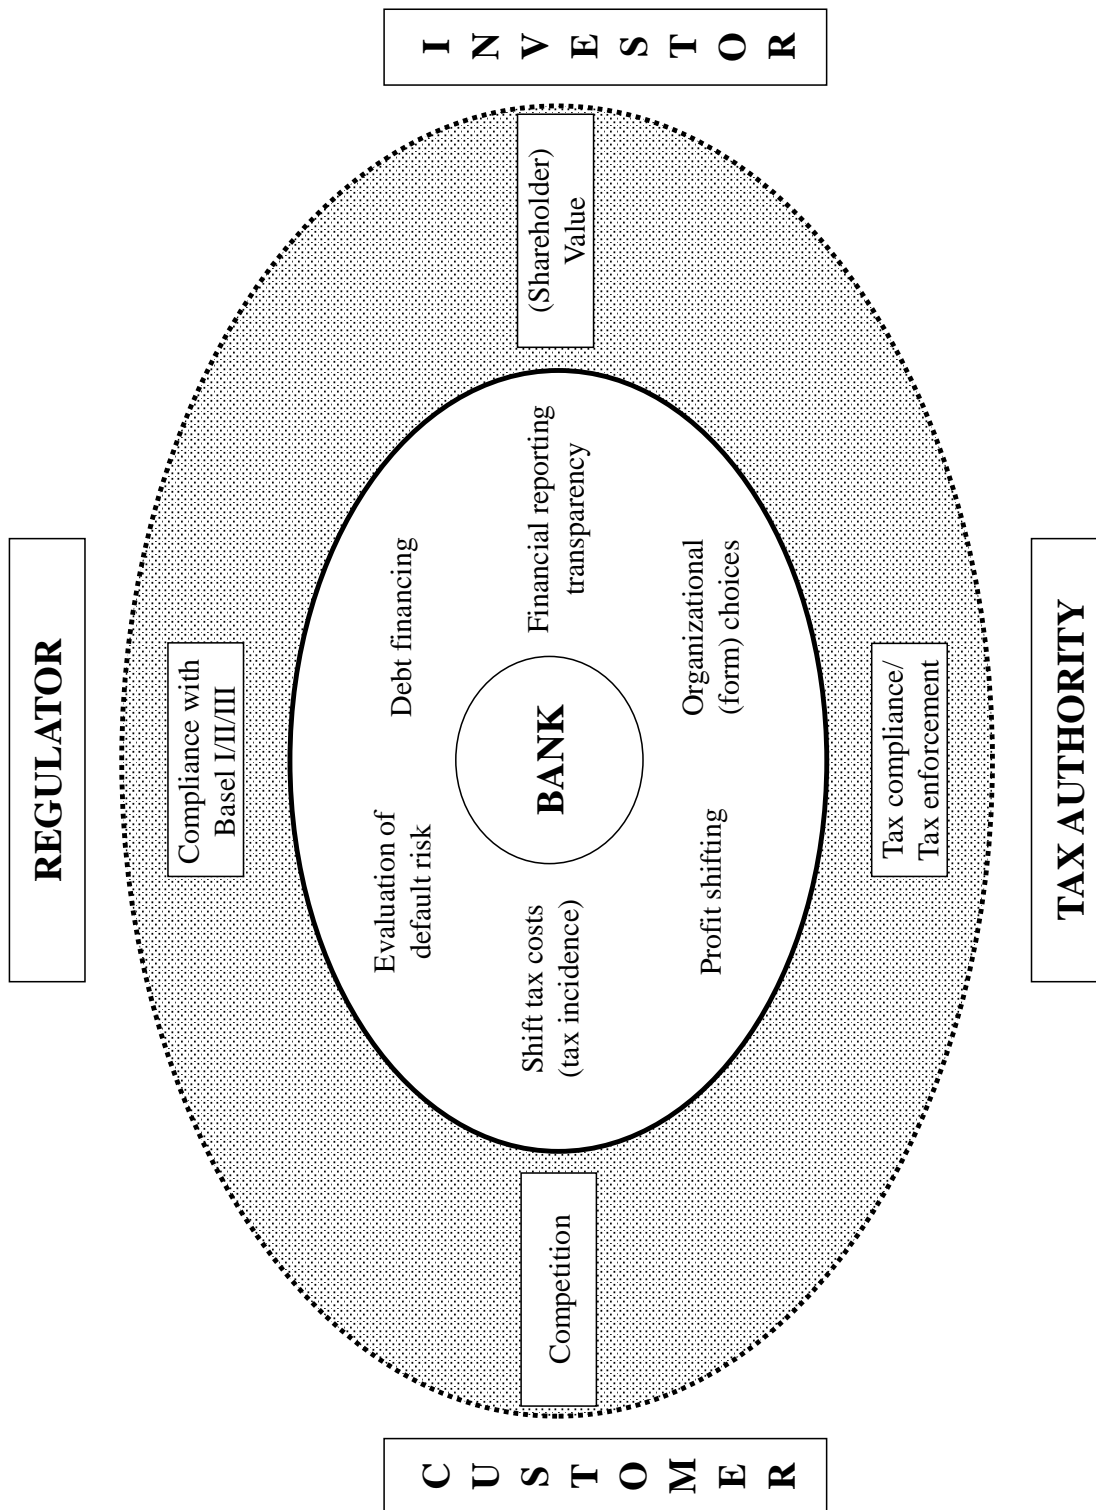 REGULATOR
Compliance with
Basel I/II/III
Evaluation of
default risk
Debt financing
CUSTOMER
Competition
Shift tax costs
(tax incidence)
BANK
Financial reporting
transparency
(Shareholder)
Value
INVESTOR
Profit shifting
Organizational
(form) choices
Tax compliance/
Tax enforcement
TAX AUTHORITY